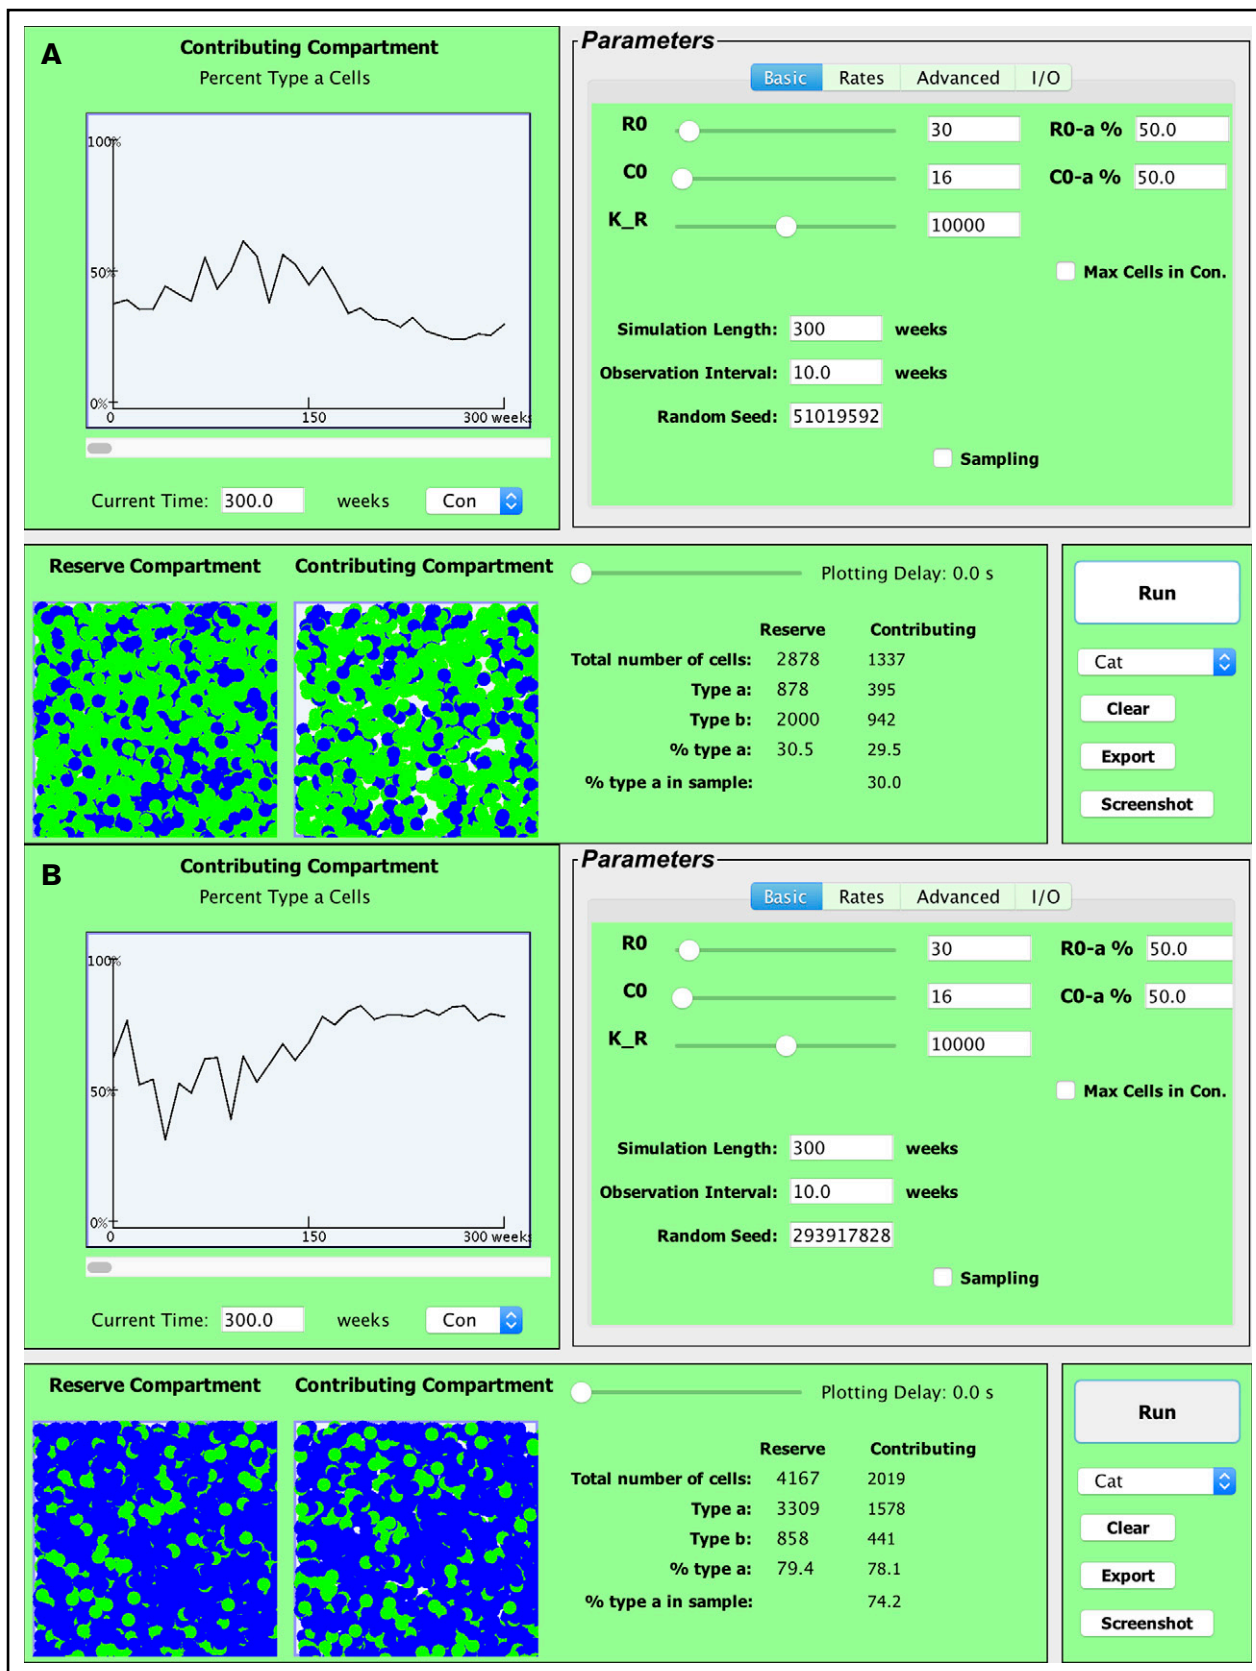 A
Contributing Compartment
Percent Type a Cells
100%
50%
0%
0 150 300 weeks
Current Time: 300.0 weeks Con
Parameters
Basic Rates Advanced I/O
R0 30 R0-a % 50.0
C0 16 C0-a % 50.0
K_R 10000
Max Cells in Con.
Simulation Length: 300 weeks
Observation Interval: 10.0 weeks
Random Seed: 51019592
Sampling
Reserve Compartment Contributing Compartment Plotting Delay: 0.0 s
Reserve Contributing
Total number of cells: 2878 1337
Type a: 878 395
Type b: 2000 942
% type a: 30.5 29.5
% type a in sample: 30.0
Run
Cat
Clear
Export
Screenshot
B
Contributing Compartment
Percent Type a Cells
100%
50%
0%
0 150 300 weeks
Current Time: 300.0 weeks Con
Parameters
Basic Rates Advanced I/O
R0 30 R0-a % 50.0
C0 16 C0-a % 50.0
K_R 10000
Max Cells in Con.
Simulation Length: 300 weeks
Observation Interval: 10.0 weeks
Random Seed: 293917828
Sampling
Reserve Compartment Contributing Compartment Plotting Delay: 0.0 s
Reserve Contributing
Total number of cells: 4167 2019
Type a: 3309 1578
Type b: 858 441
% type a: 79.4 78.1
% type a in sample: 74.2
Run
Cat
Clear
Export
Screenshot